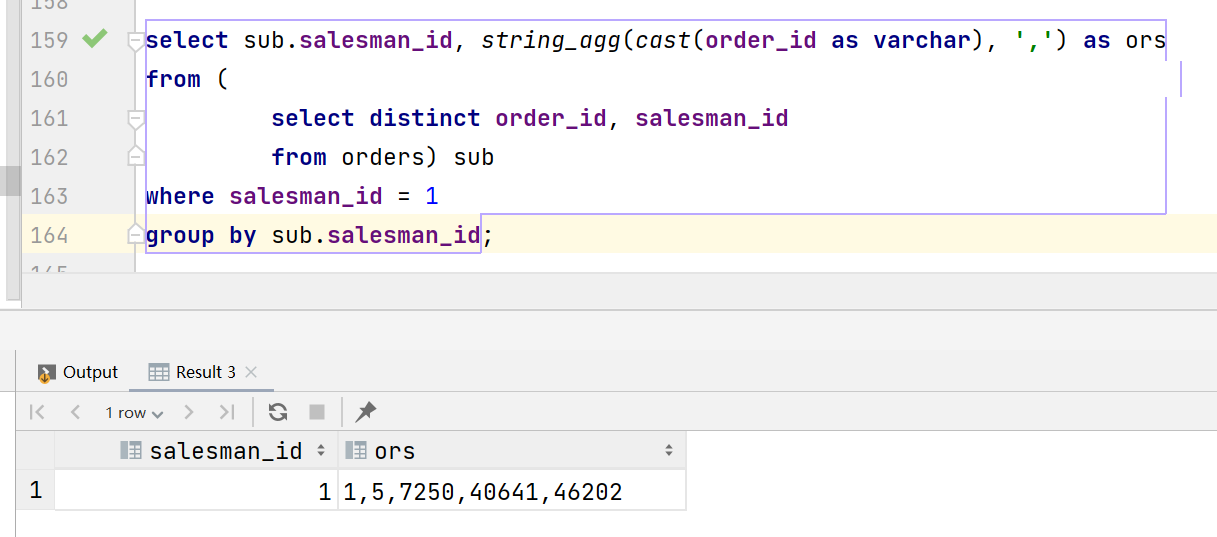 158
159 select sub.salesman_id, string_agg(cast(order_id as varchar), ',') as ors
160 from (
161 select distinct order_id, salesman_id
162 from orders) sub
163 where salesman_id = 1
164 group by sub.salesman_id;
165
Output Result 3
1 row
salesman_id ors
1 1 1,5,7250,40641,46202